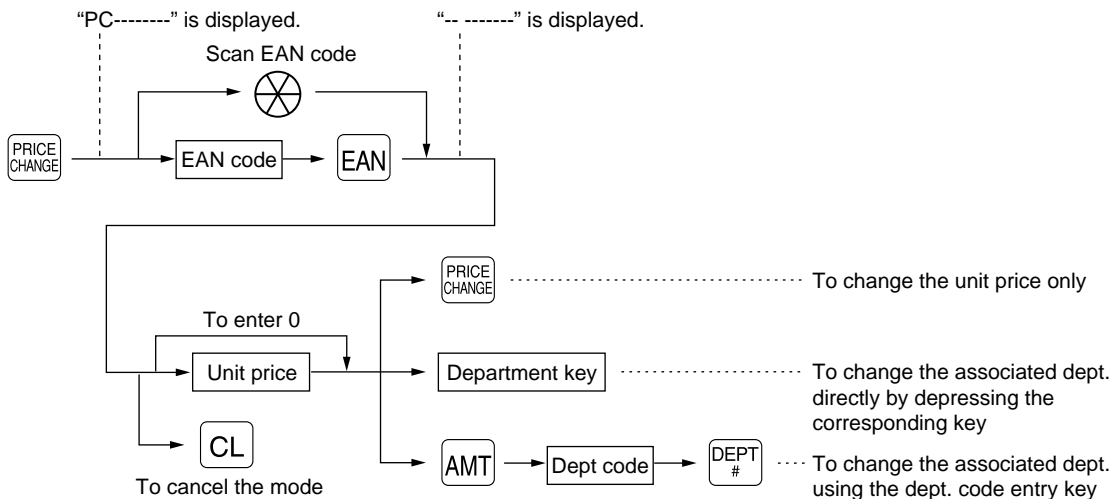 “PC--------” is displayed.
“-- -------” is displayed.
Scan EAN code
PRICE
CHANGE
EAN code
EAN
PRICE
CHANGE
To change the unit price only
To enter 0
Unit price
Department key
To change the associated dept.
directly by depressing the
corresponding key
CL
To cancel the mode
AMT
Dept code
DEPT
#
To change the associated dept.
using the dept. code entry key